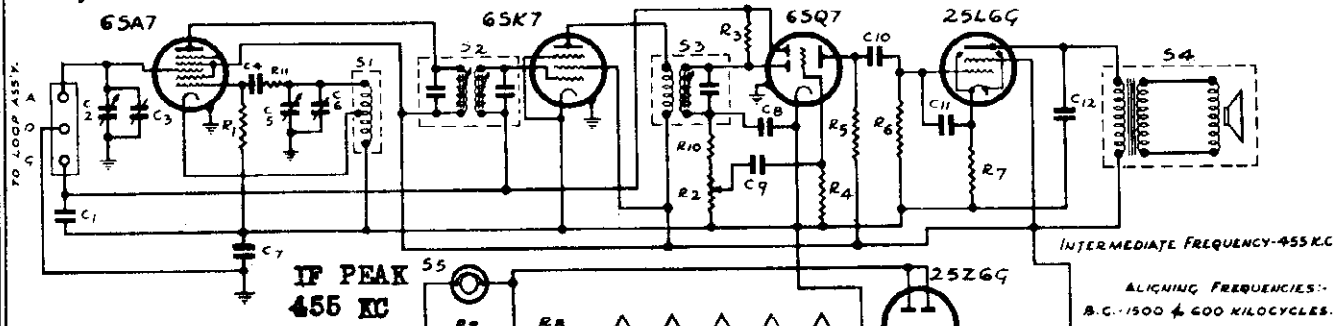 6SA7
6SK7
6SQ7
25L6G
TO LOOP ASS'Y.
A
D
G
C2
C3
C1
R1
C4
R11
C5
C6
S1
C7
S2
S3
R3
R10
R2
C8
C9
R4
C10
R5
R6
C11
R7
C12
S4
IF PEAK
455 KC
S5
R8
25Z6G
INTERMEDIATE FREQUENCY-455 K.C.
ALIGNING FREQUENCIES:-
B.C.-1500 & 600 KILOCYCLES.